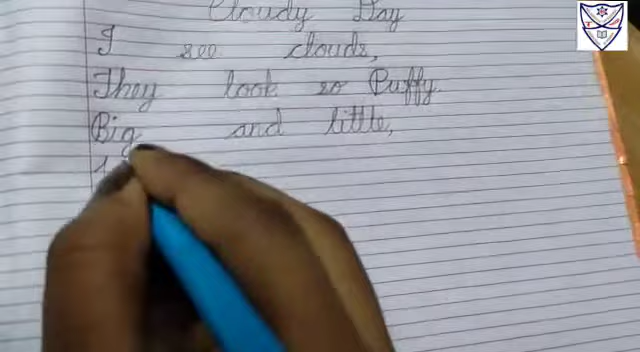 Cloudy Day
I see clouds,
They look so Puffy.
Big and little,